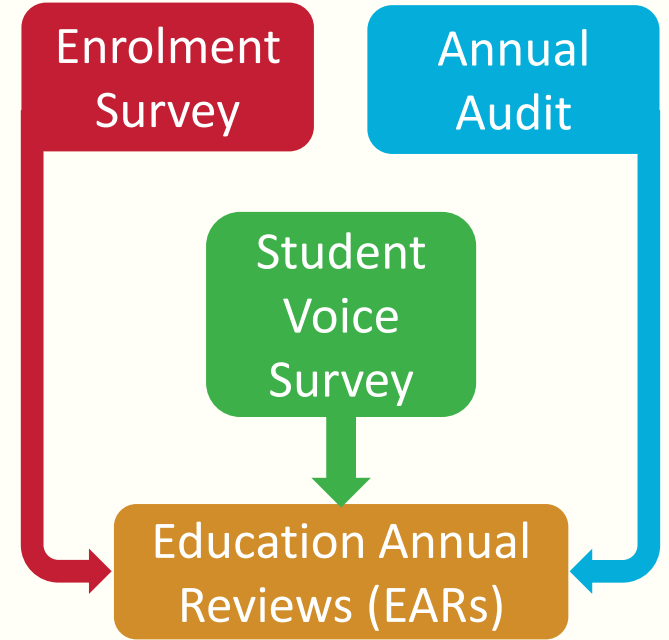 Enrolment
Survey
Annual
Audit
Student
Voice
Survey
Education Annual
Reviews (EARs)